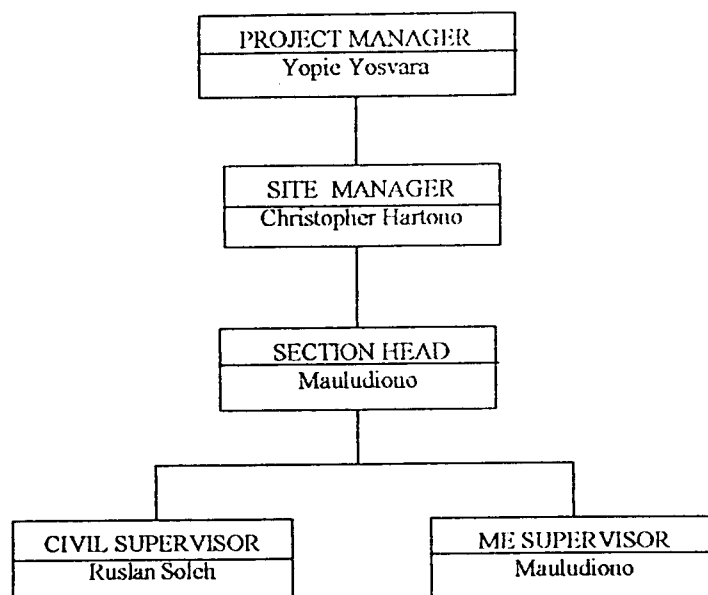 PROJECT MANAGER
Yopie Yosvara
SITE MANAGER
Christopher Hartono
SECTION HEAD
Mauludiono
CIVIL SUPERVISOR
Ruslan Soleh
ME SUPERVISOR
Mauludiono